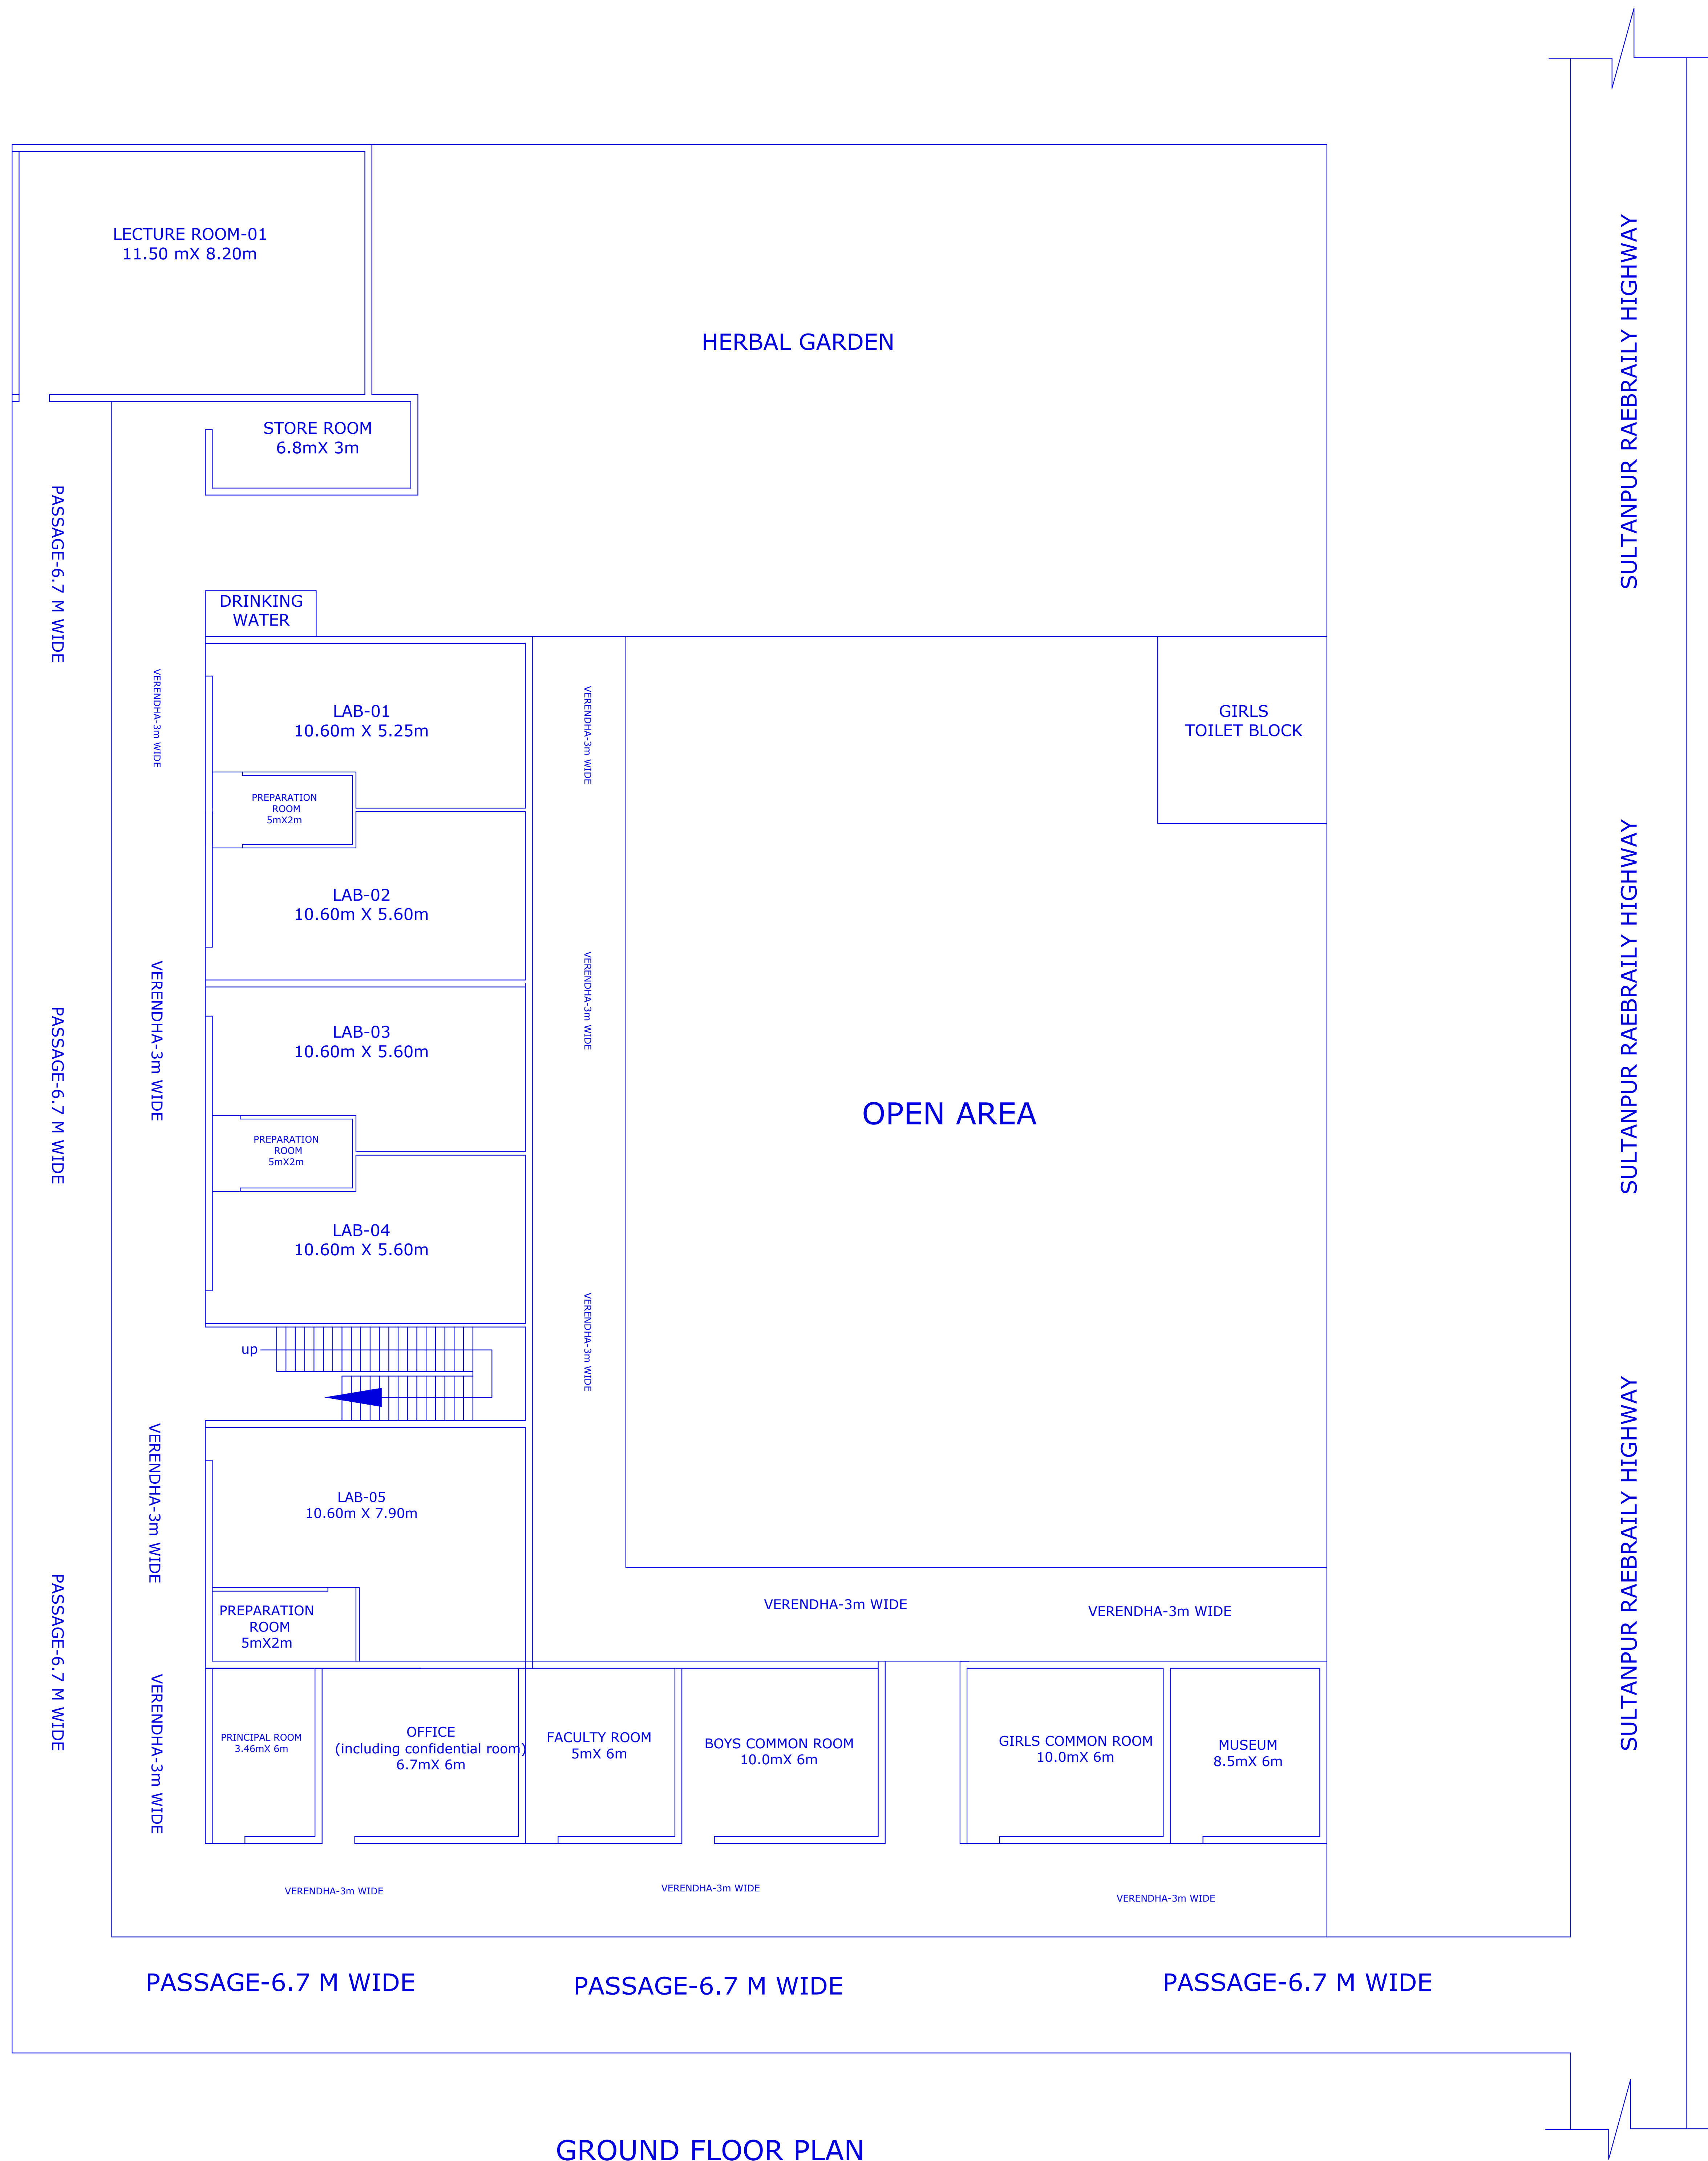 LECTURE ROOM-01
11.50 mX 8.20m
SULTANPUR RAEBRAILY HIGHWAY
HERBAL GARDEN
STORE ROOM
6.8mX 3m
PASSAGE-6.7 M WIDE
DRINKING
WATER
VERENDHA-3m WIDE
VERENDHA-3m WIDE
LAB-01
10.60m X 5.25m
GIRLS
TOILET BLOCK
PREPARATION
ROOM
5mX2m
SULTANPUR RAEBRAILY HIGHWAY
LAB-02
10.60m X 5.60m
VERENDHA-3m WIDE
VERENDHA-3m WIDE
PASSAGE-6.7 M WIDE
LAB-03
10.60m X 5.60m
OPEN AREA
PREPARATION
ROOM
5mX2m
LAB-04
10.60m X 5.60m
VERENDHA-3m WIDE
up
SULTANPUR RAEBRAILY HIGHWAY
VERENDHA-3m WIDE
LAB-05
10.60m X 7.90m
PASSAGE-6.7 M WIDE
PREPARATION
ROOM
5mX2m
VERENDHA-3m WIDE
VERENDHA-3m WIDE
VERENDHA-3m WIDE
PRINCIPAL ROOM
3.46mX 6m
OFFICE
(including confidential room)
6.7mX 6m
FACULTY ROOM
5mX 6m
BOYS COMMON ROOM
10.0mX 6m
GIRLS COMMON ROOM
10.0mX 6m
MUSEUM
8.5mX 6m
VERENDHA-3m WIDE
VERENDHA-3m WIDE
VERENDHA-3m WIDE
PASSAGE-6.7 M WIDE
PASSAGE-6.7 M WIDE
PASSAGE-6.7 M WIDE
GROUND FLOOR PLAN